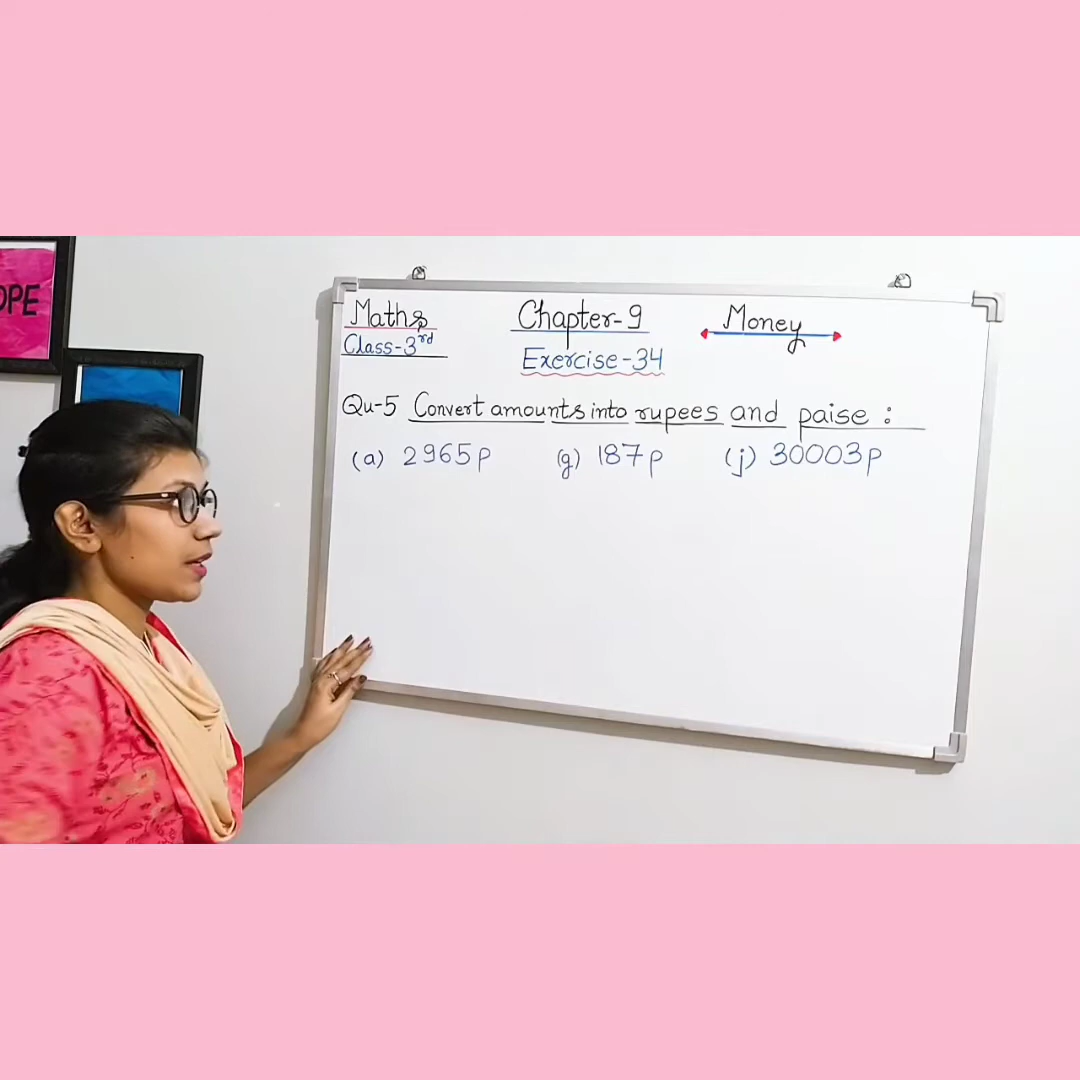 OPE
Maths Chapter-9 Money
Class-3rd Exercise-34
Qu-5 Convert amounts into rupees and paise :
(a) 2965p (g) 187p (j) 30003p